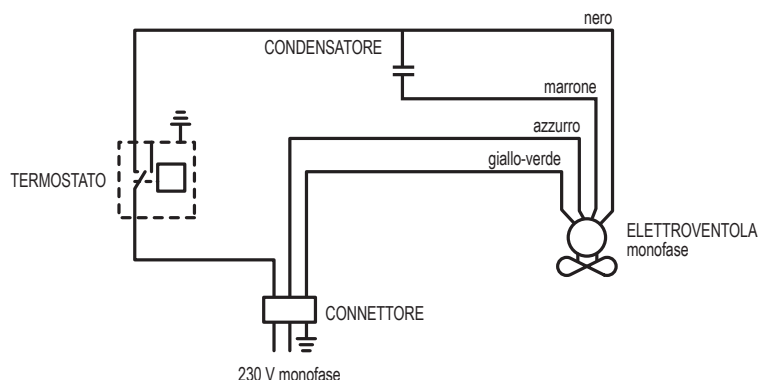 nero
CONDENSATORE
marrone
azzurro
giallo-verde
TERMOSTATO
ELETTROVENTOLA
monofase
CONNETTORE
230 V monofase